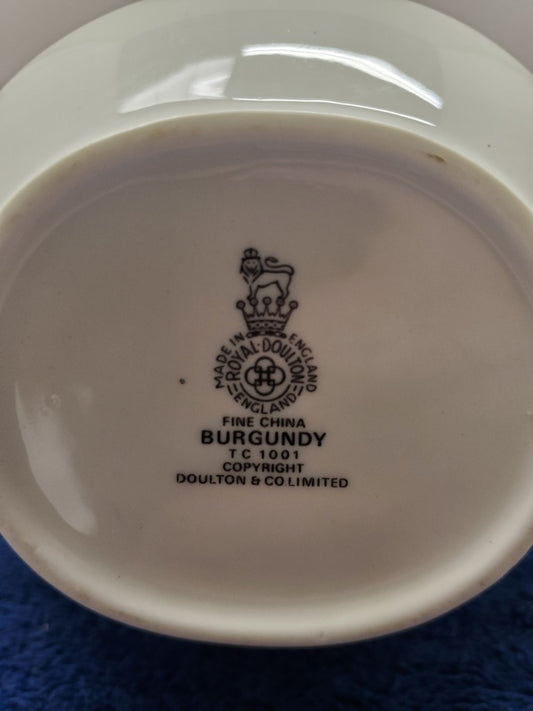 MADE IN ENGLAND
ROYAL·DOULTON
ENGLAND
FINE CHINA
BURGUNDY
T C 1001
COPYRIGHT
DOULTON & CO LIMITED